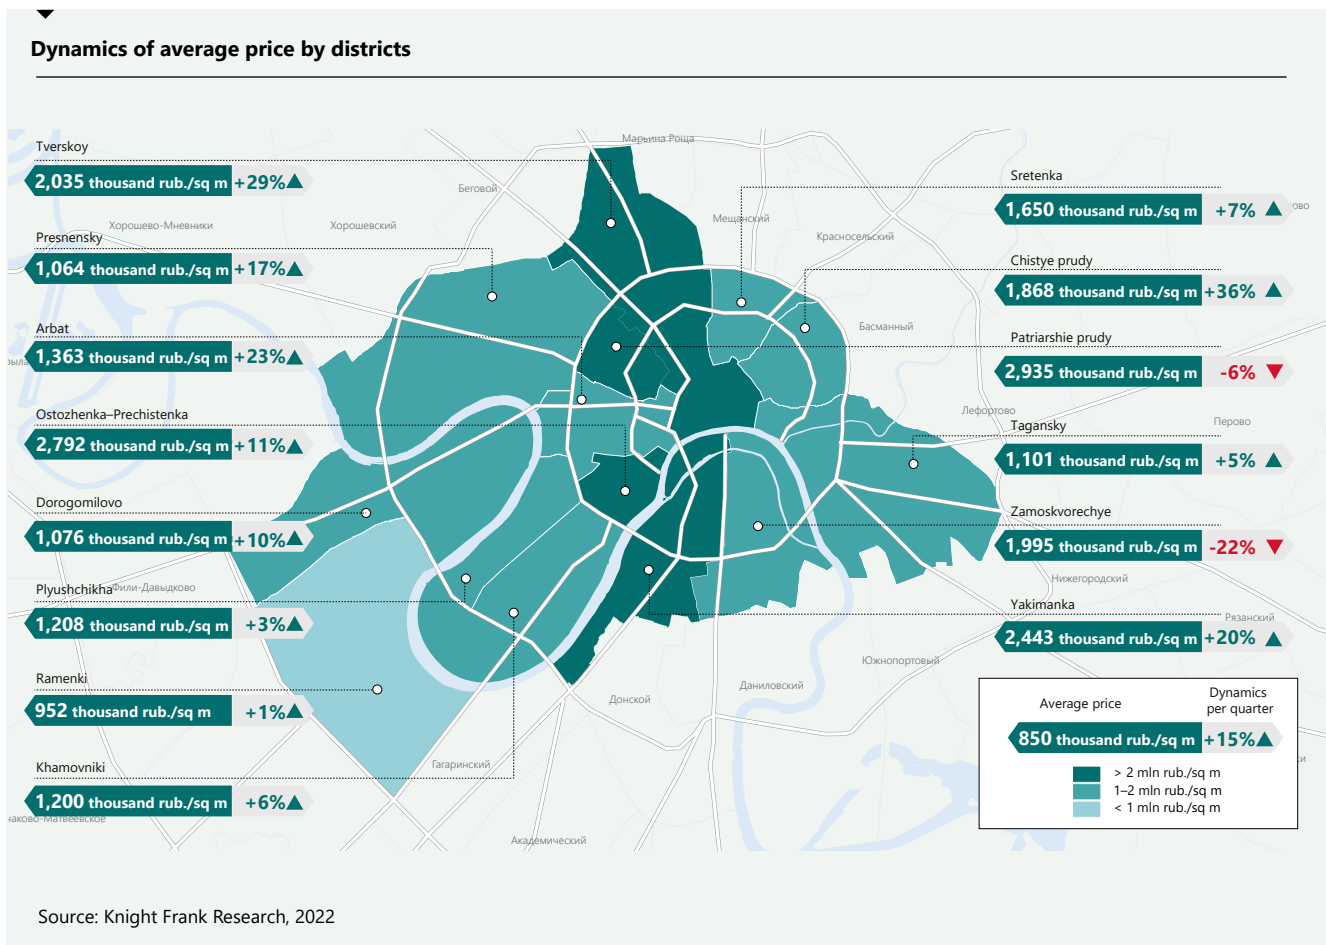 Dynamics of average price by districts
Tverskoy
2,035 thousand rub./sq m +29%
Presnensky
1,064 thousand rub./sq m +17%
Arbat
1,363 thousand rub./sq m +23%
Ostozhenka–Prechistenka
2,792 thousand rub./sq m +11%
Dorogomilovo
1,076 thousand rub./sq m +10%
Plyushchikha
1,208 thousand rub./sq m +3%
Ramenki
952 thousand rub./sq m +1%
Khamovniki
1,200 thousand rub./sq m +6%
Марьина Роща
Беговой
Хорошево-Мневники
Хорошевский
Мещанский
Красносельский
Басманный
Лефортово
Перово
Фили-Давыдково
Нижегородский
Рязанский
Южнопортовый
Даниловский
Донской
Гагаринский
Академический
Sretenka
1,650 thousand rub./sq m +7%
Chistye prudy
1,868 thousand rub./sq m +36%
Patriarshie prudy
2,935 thousand rub./sq m -6%
Tagansky
1,101 thousand rub./sq m +5%
Zamoskvorechye
1,995 thousand rub./sq m -22%
Yakimanka
2,443 thousand rub./sq m +20%
Average price
Dynamics
per quarter
850 thousand rub./sq m +15%
> 2 mln rub./sq m
1–2 mln rub./sq m
< 1 mln rub./sq m
Source: Knight Frank Research, 2022